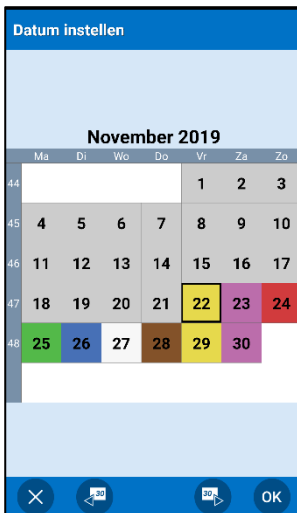 Datum instellen
November 2019
Ma Di Wo Do Vr Za Zo
44 1 2 3
45 4 5 6 7 8 9 10
46 11 12 13 14 15 16 17
47 18 19 20 21 22 23 24
48 25 26 27 28 29 30
30 30 OK